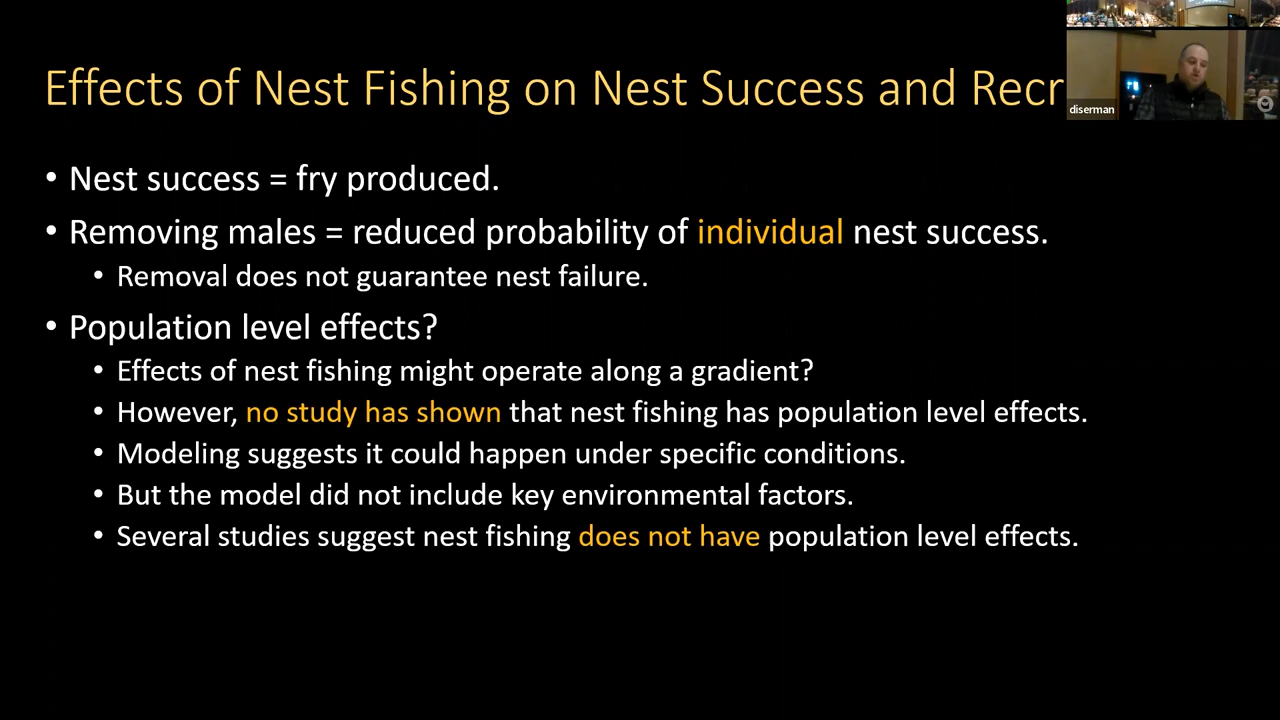 Effects of Nest Fishing on Nest Success and Recr
diserman
• Nest success = fry produced.
• Removing males = reduced probability of individual nest success.
• Removal does not guarantee nest failure.
• Population level effects?
• Effects of nest fishing might operate along a gradient?
• However, no study has shown that nest fishing has population level effects.
• Modeling suggests it could happen under specific conditions.
• But the model did not include key environmental factors.
• Several studies suggest nest fishing does not have population level effects.